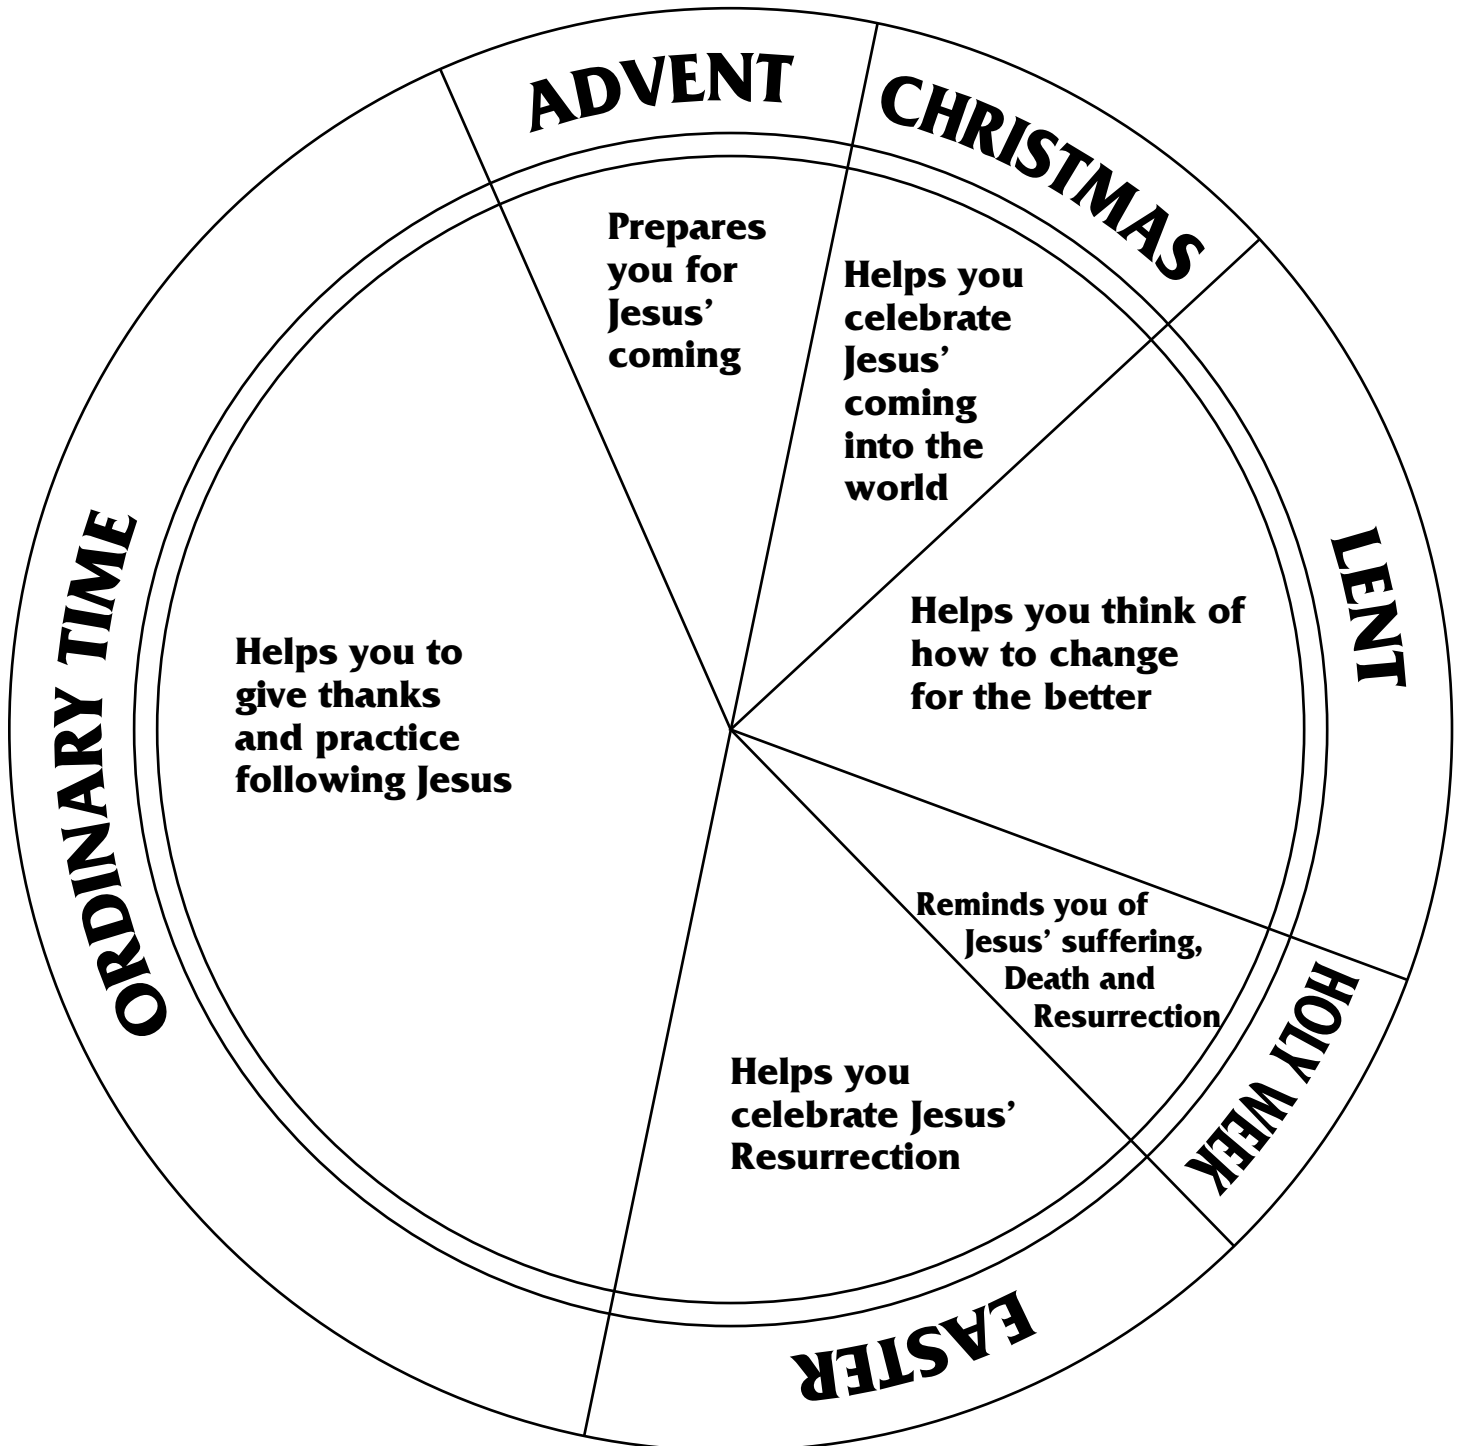 ADVENT
Prepares
you for
Jesus’
coming
CHRISTMAS
Helps you
celebrate
Jesus’
coming
into the
world
LENT
Helps you think of
how to change
for the better
HOLY WEEK
Reminds you of
Jesus’ suffering,
Death and
Resurrection
EASTER
Helps you
celebrate Jesus’
Resurrection
ORDINARY TIME
Helps you to
give thanks
and practice
following Jesus